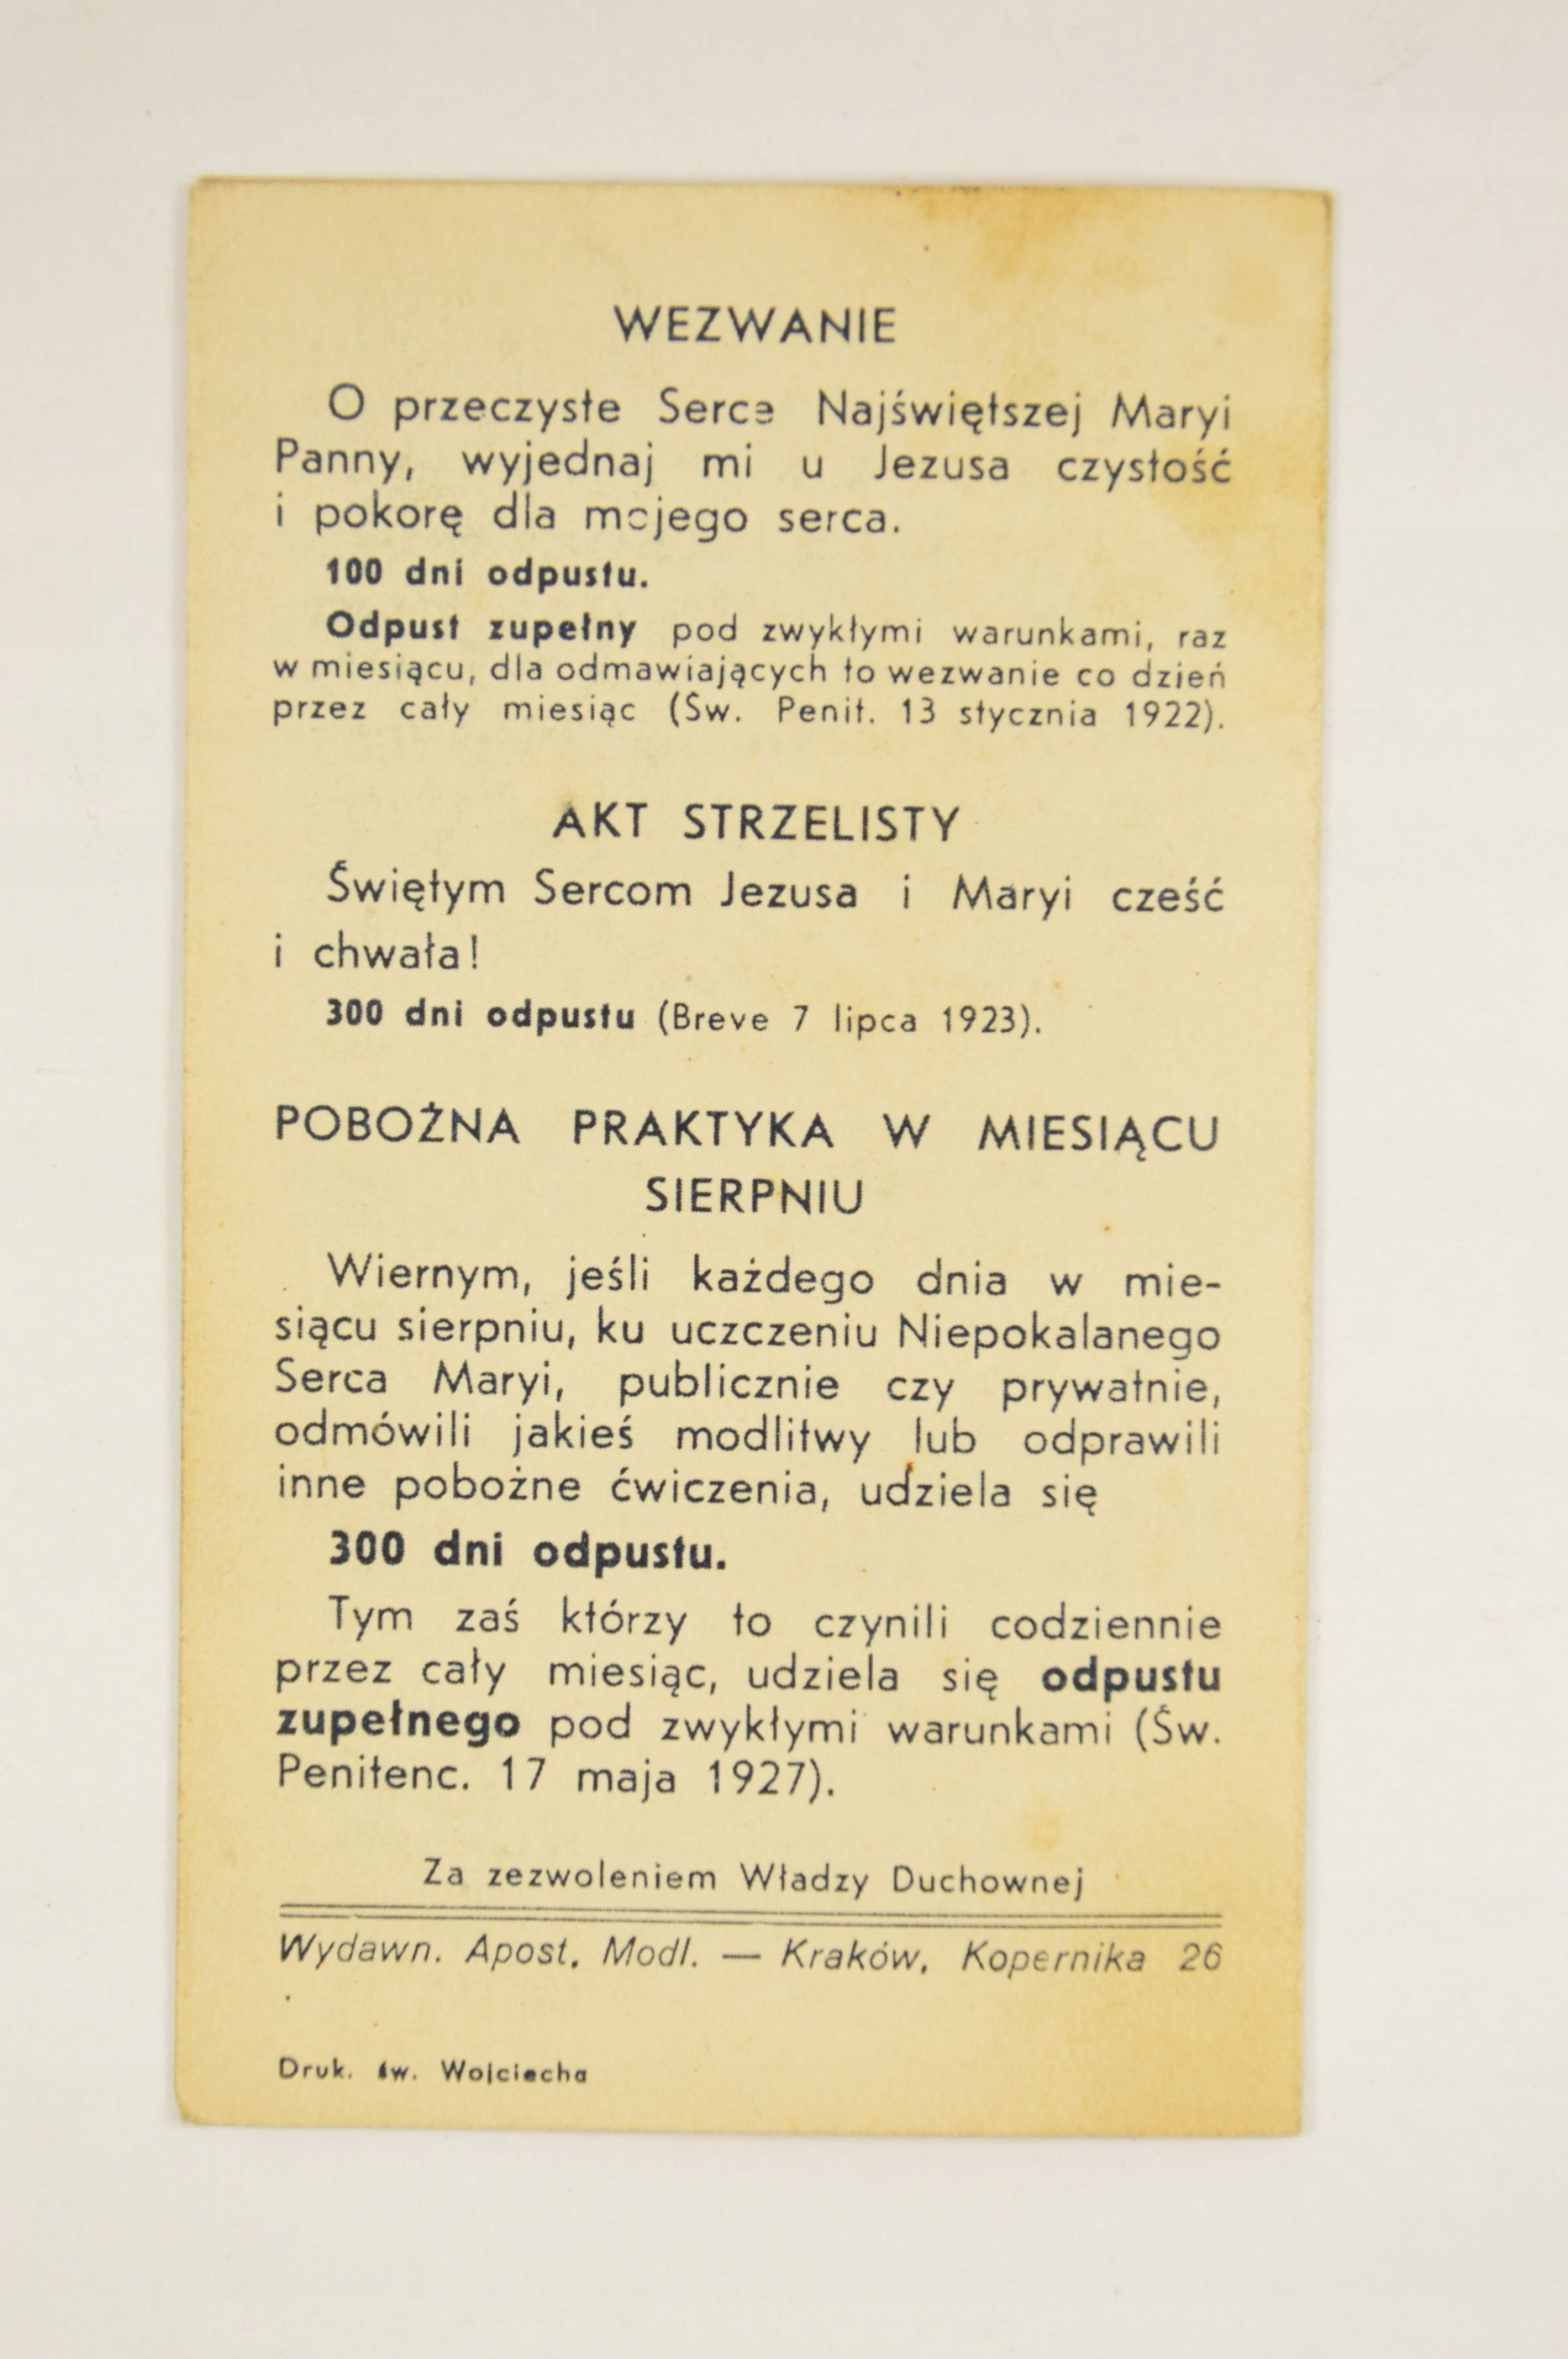 WEZWANIE
O przeczyste Serce Najświętszej Maryi
Panny, wyjednaj mi u Jezusa czystość
i pokorę dla mojego serca.
100 dni odpustu.
Odpust zupełny pod zwykłymi warunkami, raz
w miesiącu, dla odmawiających to wezwanie co dzień
przez cały miesiąc (Św. Penit. 13 stycznia 1922).
AKT STRZELISTY
Świętym Sercom Jezusa i Maryi cześć
i chwała!
300 dni odpustu (Breve 7 lipca 1923).
POBOŻNA PRAKTYKA W MIESIĄCU
SIERPNIU
Wiernym, jeśli każdego dnia w mie-
siącu sierpniu, ku uczczeniu Niepokalanego
Serca Maryi, publicznie czy prywatnie,
odmówili jakieś modlitwy lub odprawili
inne pobożne ćwiczenia, udziela się
300 dni odpustu.
Tym zaś którzy to czynili codziennie
przez cały miesiąc, udziela się odpustu
zupełnego pod zwykłymi warunkami (Św.
Penitenc. 17 maja 1927).
Za zezwoleniem Władzy Duchownej
Wydawn. Apost. Modl. — Kraków, Kopernika 26
Druk. św. Wojciecha